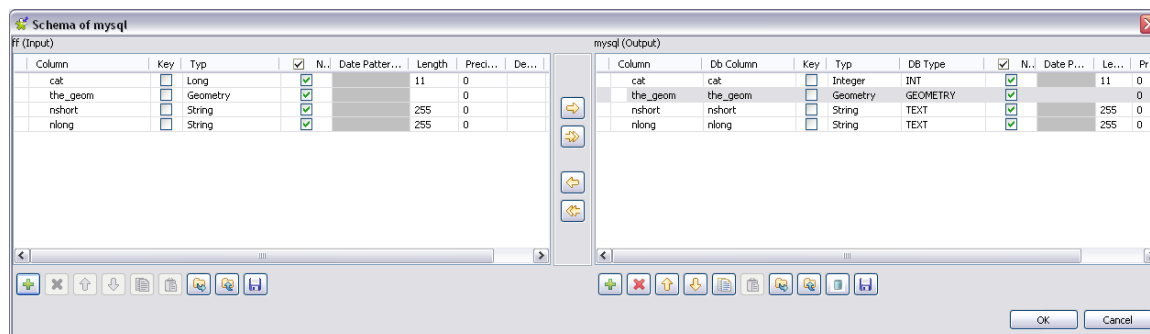 Schema of mysql
ff (Input)
Column Key Typ N.. Date Patter... Length Preci... De...
cat Long 11 0
the_geom Geometry 0
nshort String 255 0
nlong String 255 0
mysql (Output)
Column Db Column Key Typ DB Type N.. Date P... Le... Pr
cat cat Integer INT 11 0
the_geom the_geom Geometry GEOMETRY 0
nshort nshort String TEXT 255 0
nlong nlong String TEXT 255 0
OK Cancel